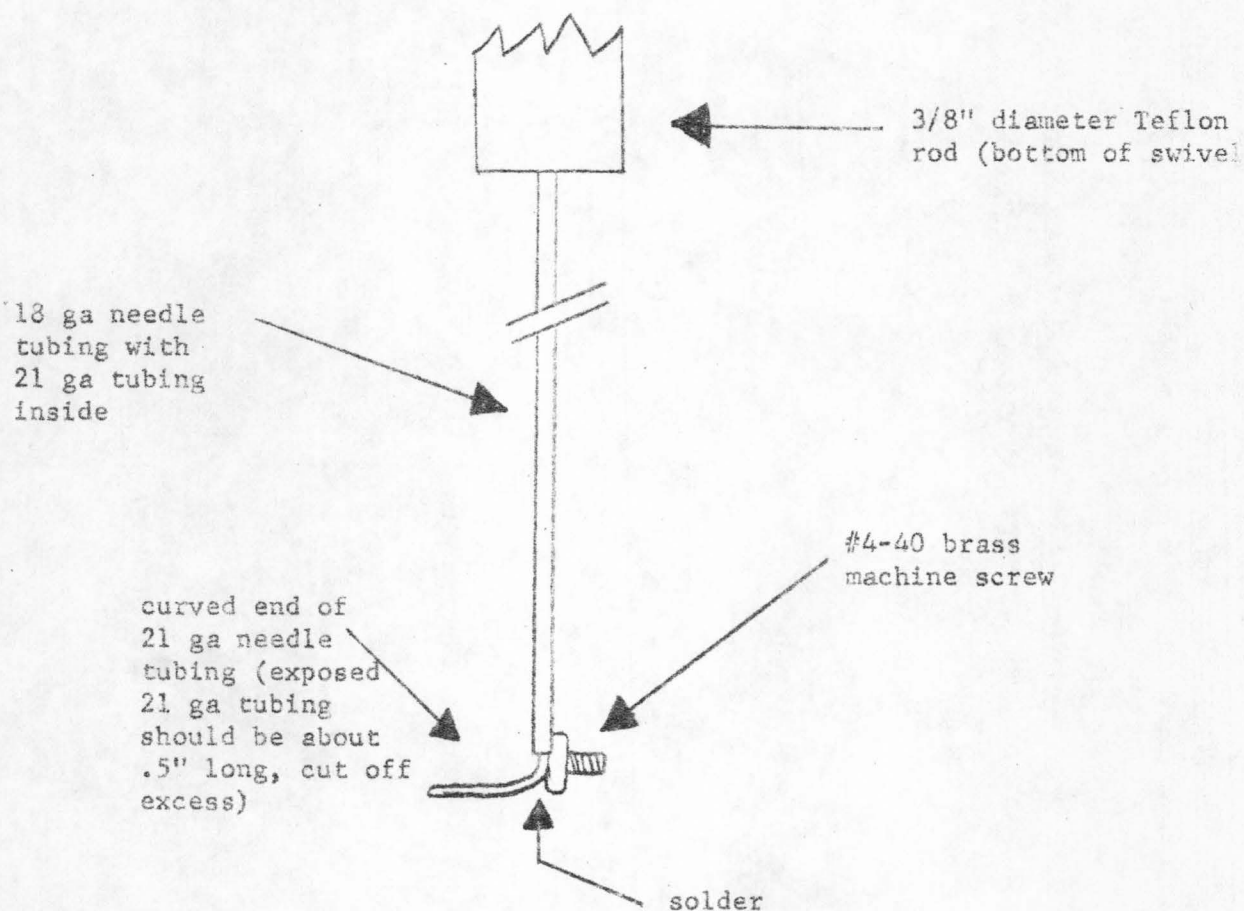 3/8" diameter Teflon
rod (bottom of swivel
18 ga needle
tubing with
21 ga tubing
inside
#4-40 brass
machine screw
curved end of
21 ga needle
tubing (exposed
21 ga tubing
should be about
.5" long, cut off
excess)
solder